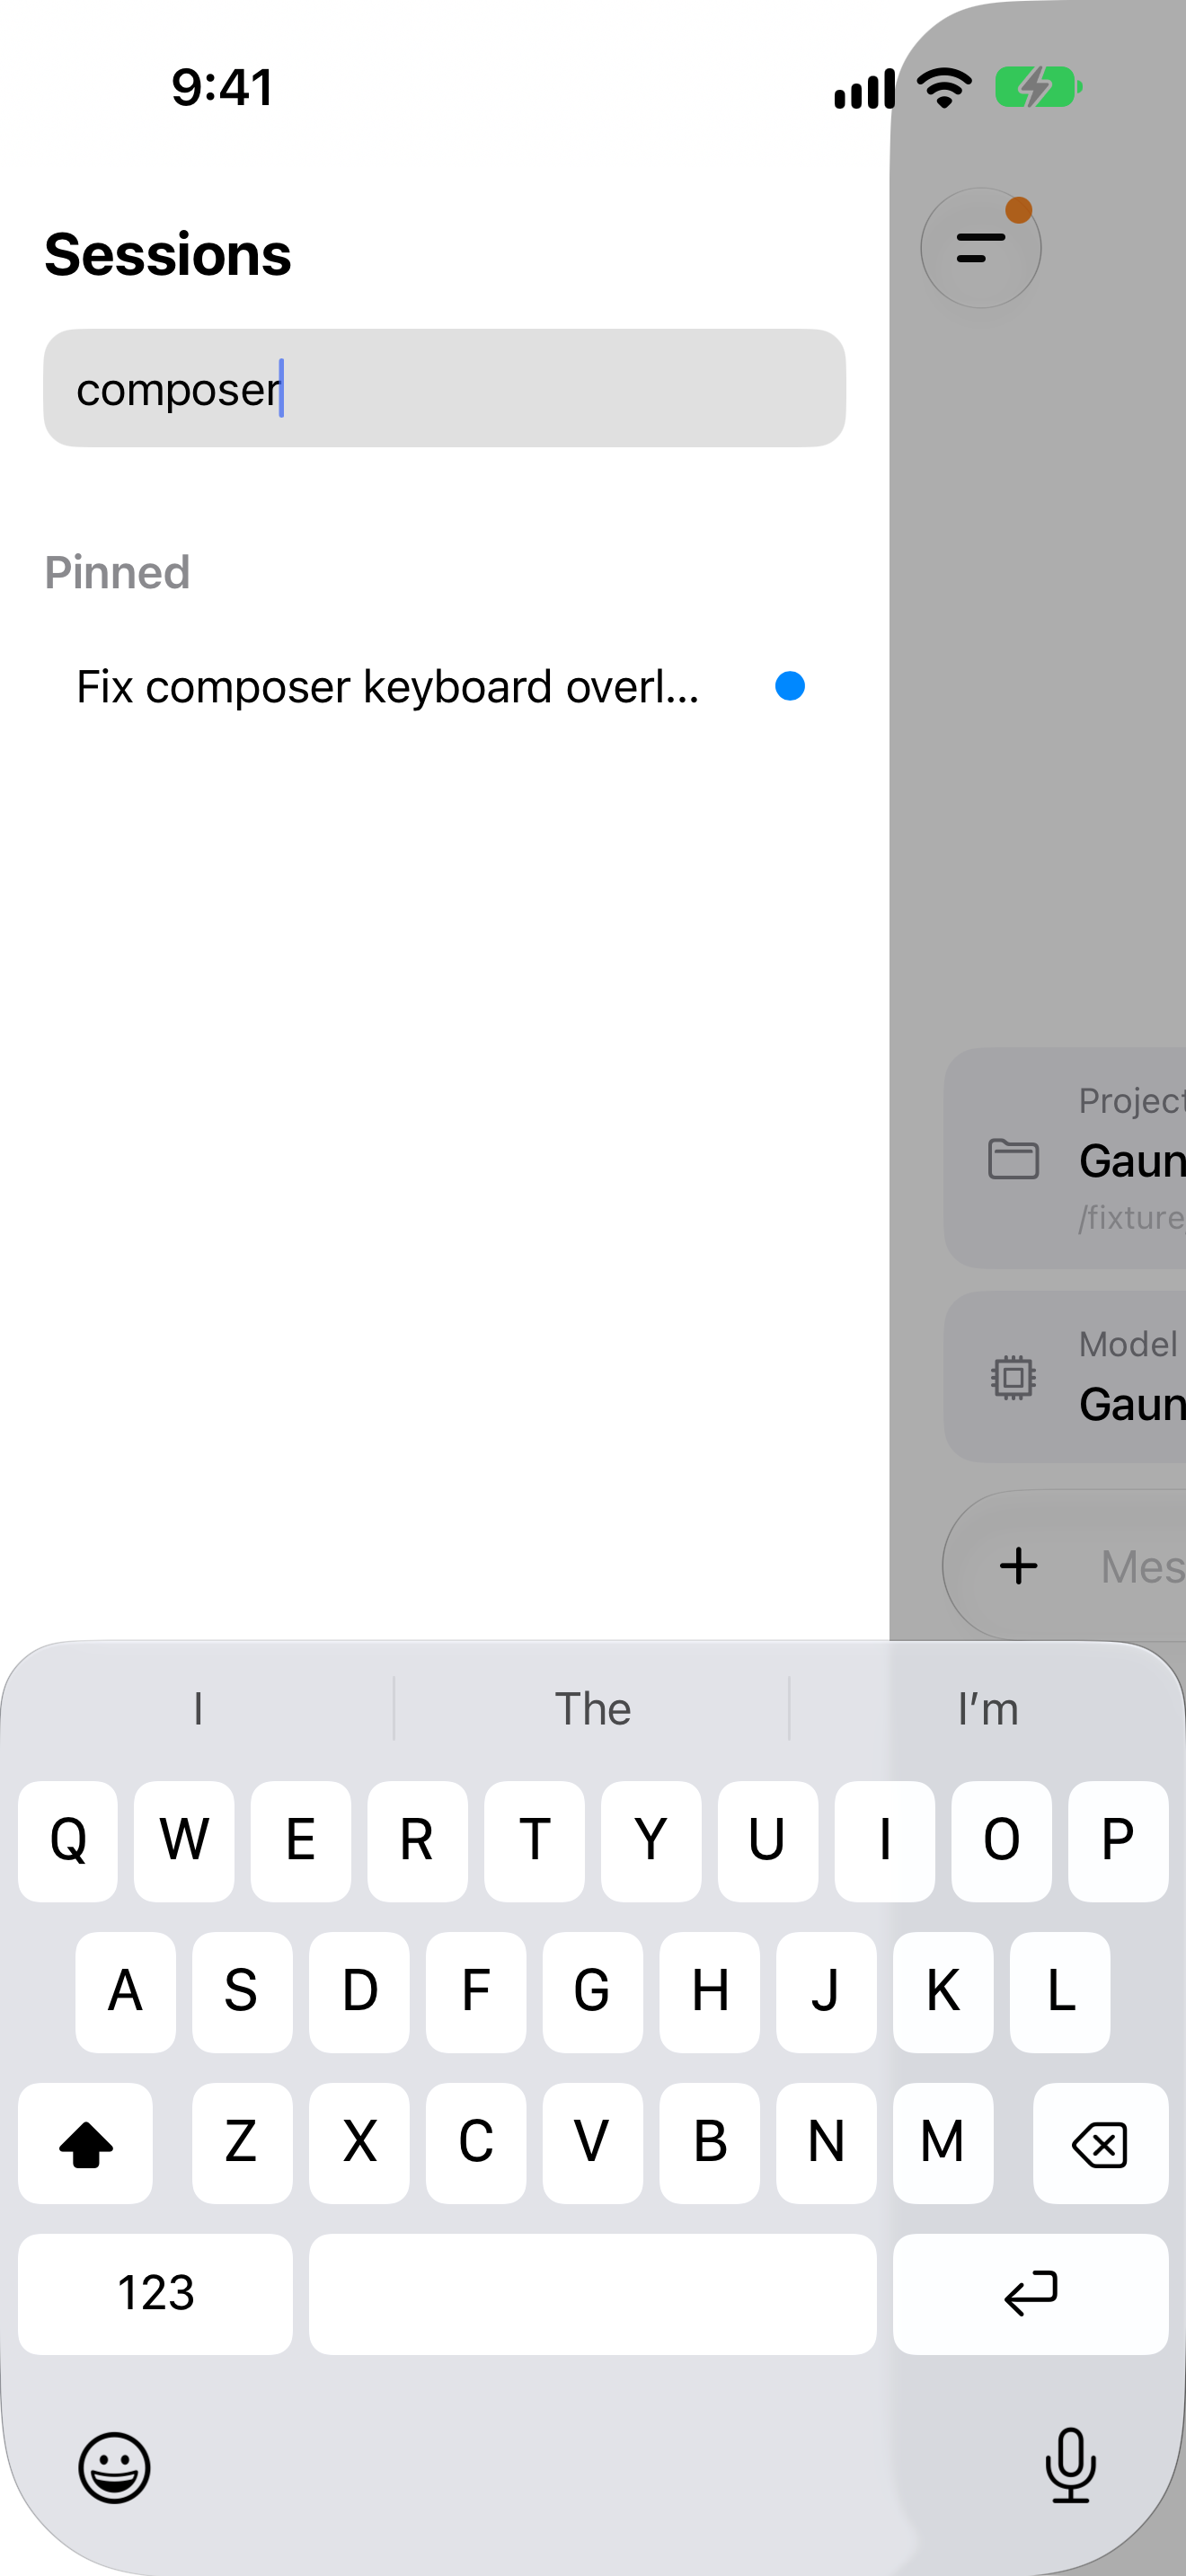 9:41
Sessions
composer
Pinned
Fix composer keyboard overl...
Project
Gaun
/fixture
Model
Gaun
Mes
I
The
I’m
Q W E R T Y U I O P
A S D F G H J K L
Z X C V B N M
123